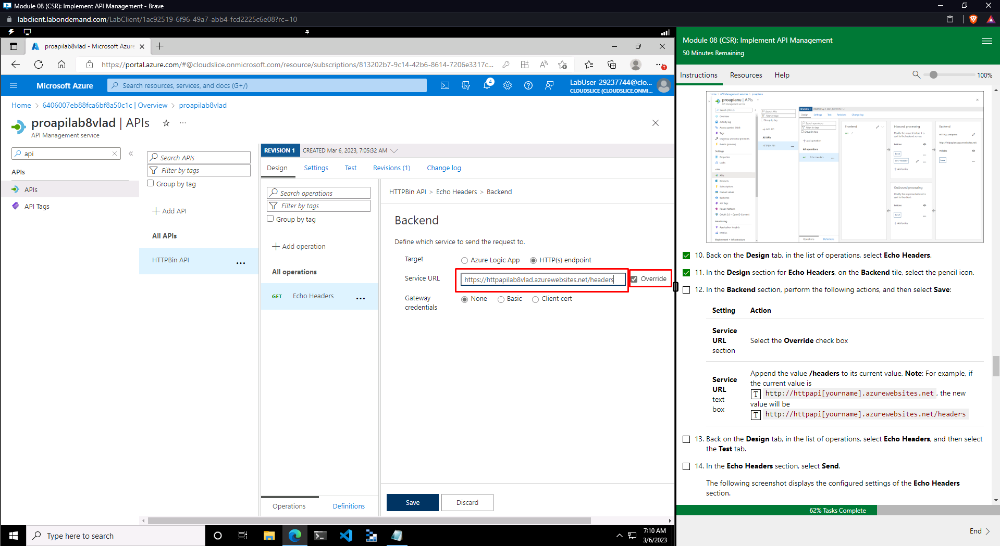 Module 08 (CSR): Implement API Management - Brave
labclient.labondemand.com/LabClient/1ac92519-6f96-49a7-abb4-fcd2225c6e08?rc=10
proapilab8vlad - Microsoft Azure
https://portal.azure.com/#@cloudslice.onmicrosoft.com/resource/subscriptions/813202b7-9c14-42b6-8614-7206e3317c...
Microsoft Azure
Search resources, services, and docs (G+/)
4
LabUser-29237744@clo...
CLOUDSLICE (CLOUDSLICE.ONMI...
Home > 6406007eb88fca6bf8a50c1c | Overview > proapilab8vlad
proapilab8vlad | APIs
API Management service
api
APIs
APIs
API Tags
Search APIs
Filter by tags
Group by tag
Add API
All APIs
HTTPBin API
REVISION 1
CREATED Mar 6, 2023, 7:05:32 AM
Design
Settings
Test
Revisions (1)
Change log
Search operations
Filter by tags
Group by tag
Add operation
All operations
GET Echo Headers
Operations
Definitions
HTTPBin API > Echo Headers > Backend
Backend
Define which service to send the request to.
Target
Azure Logic App
HTTP(s) endpoint
Service URL
https://httpapilab8vlad.azurewebsites.net/headers
Override
Gateway
credentials
None
Basic
Client cert
Save
Discard
Type here to search
7:10 AM
3/6/2023
Module 08 (CSR): Implement API Management
50 Minutes Remaining
Instructions
Resources
Help
100%
proapianu | APIs
Frontend
Inbound processing
Backend
Outbound processing
10. Back on the Design tab, in the list of operations, select Echo Headers.
11. In the Design section for Echo Headers, on the Backend tile, select the pencil icon.
12. In the Backend section, perform the following actions, and then select Save:
Setting
Action
Service
URL
section
Select the Override check box
Service
URL
text
box
Append the value /headers to its current value. Note: For example, if
the current value is
T http://httpapi[yourname].azurewebsites.net, the new
value will be
T http://httpapi[yourname].azurewebsites.net/headers
13. Back on the Design tab, in the list of operations, select Echo Headers, and then select
the Test tab.
14. In the Echo Headers section, select Send.
The following screenshot displays the configured settings of the Echo Headers
section.
62% Tasks Complete
End